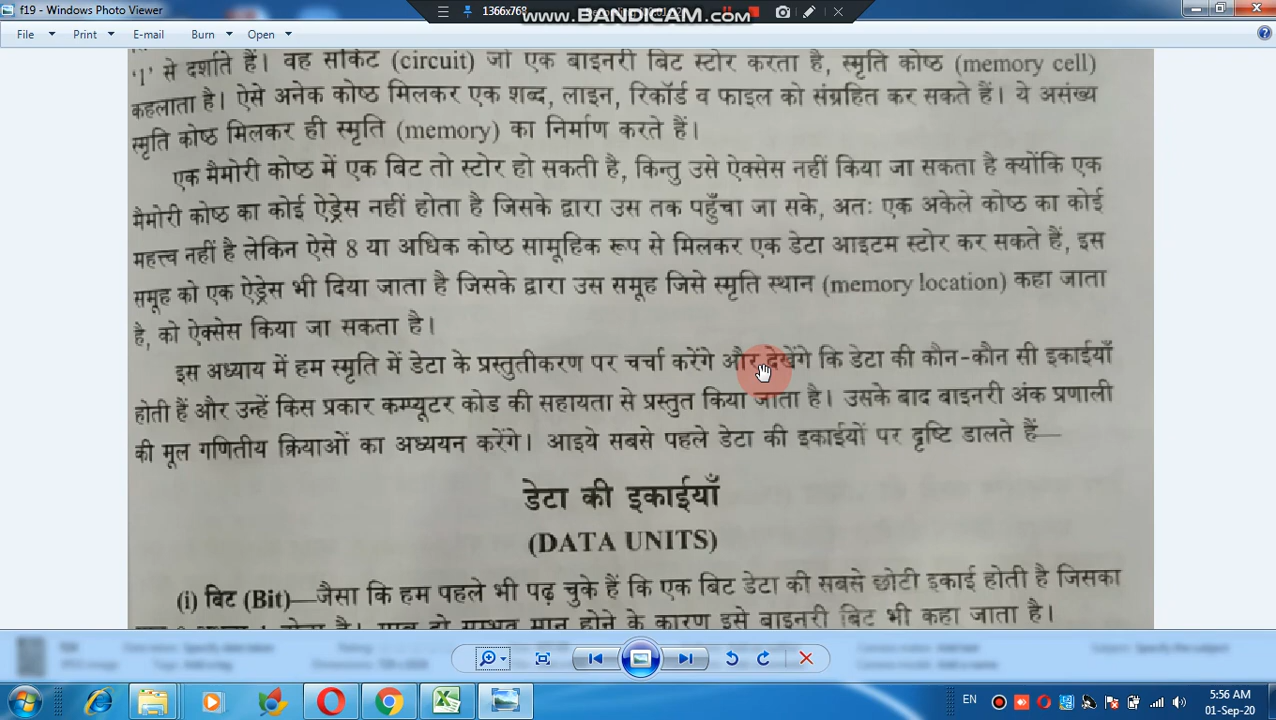 f19 - Windows Photo Viewer
1366x768
www.BANDICAM.com
File Print E-mail Burn Open
'1' से दर्शाते हैं। वह सर्किट (circuit) जो एक बाइनरी बिट स्टोर करता है, स्मृति कोष्ठ (memory cell)
कहलाता है। ऐसे अनेक कोष्ठ मिलकर एक शब्द, लाइन, रिकॉर्ड व फाइल को संग्रहित कर सकते हैं। ये असंख्य
स्मृति कोष्ठ मिलकर ही स्मृति (memory) का निर्माण करते हैं।
एक मैमोरी कोष्ठ में एक बिट तो स्टोर हो सकती है, किन्तु उसे ऐक्सेस नहीं किया जा सकता है क्योंकि एक
मैमोरी कोष्ठ का कोई ऐड्रेस नहीं होता है जिसके द्वारा उस तक पहुँचा जा सके, अतः एक अकेले कोष्ठ का कोई
महत्त्व नहीं है लेकिन ऐसे 8 या अधिक कोष्ठ सामूहिक रूप से मिलकर एक डेटा आइटम स्टोर कर सकते हैं, इस
समूह को एक ऐड्रेस भी दिया जाता है जिसके द्वारा उस समूह जिसे स्मृति स्थान (memory location) कहा जाता
है, को ऐक्सेस किया जा सकता है।
इस अध्याय में हम स्मृति में डेटा के प्रस्तुतीकरण पर चर्चा करेंगे और देखेंगे कि डेटा की कौन-कौन सी इकाईयाँ
होती हैं और उन्हें किस प्रकार कम्प्यूटर कोड की सहायता से प्रस्तुत किया जाता है। उसके बाद बाइनरी अंक प्रणाली
की मूल गणितीय क्रियाओं का अध्ययन करेंगे। आइये सबसे पहले डेटा की इकाईयों पर दृष्टि डालते हैं—
डेटा की इकाईयाँ
(DATA UNITS)
(i) बिट (Bit)—जैसा कि हम पहले भी पढ़ चुके हैं कि एक बिट डेटा की सबसे छोटी इकाई होती है जिसका
होने के कारण इसे बाइनरी बिट भी कहा जाता है।
EN
5:56 AM
01-Sep-20